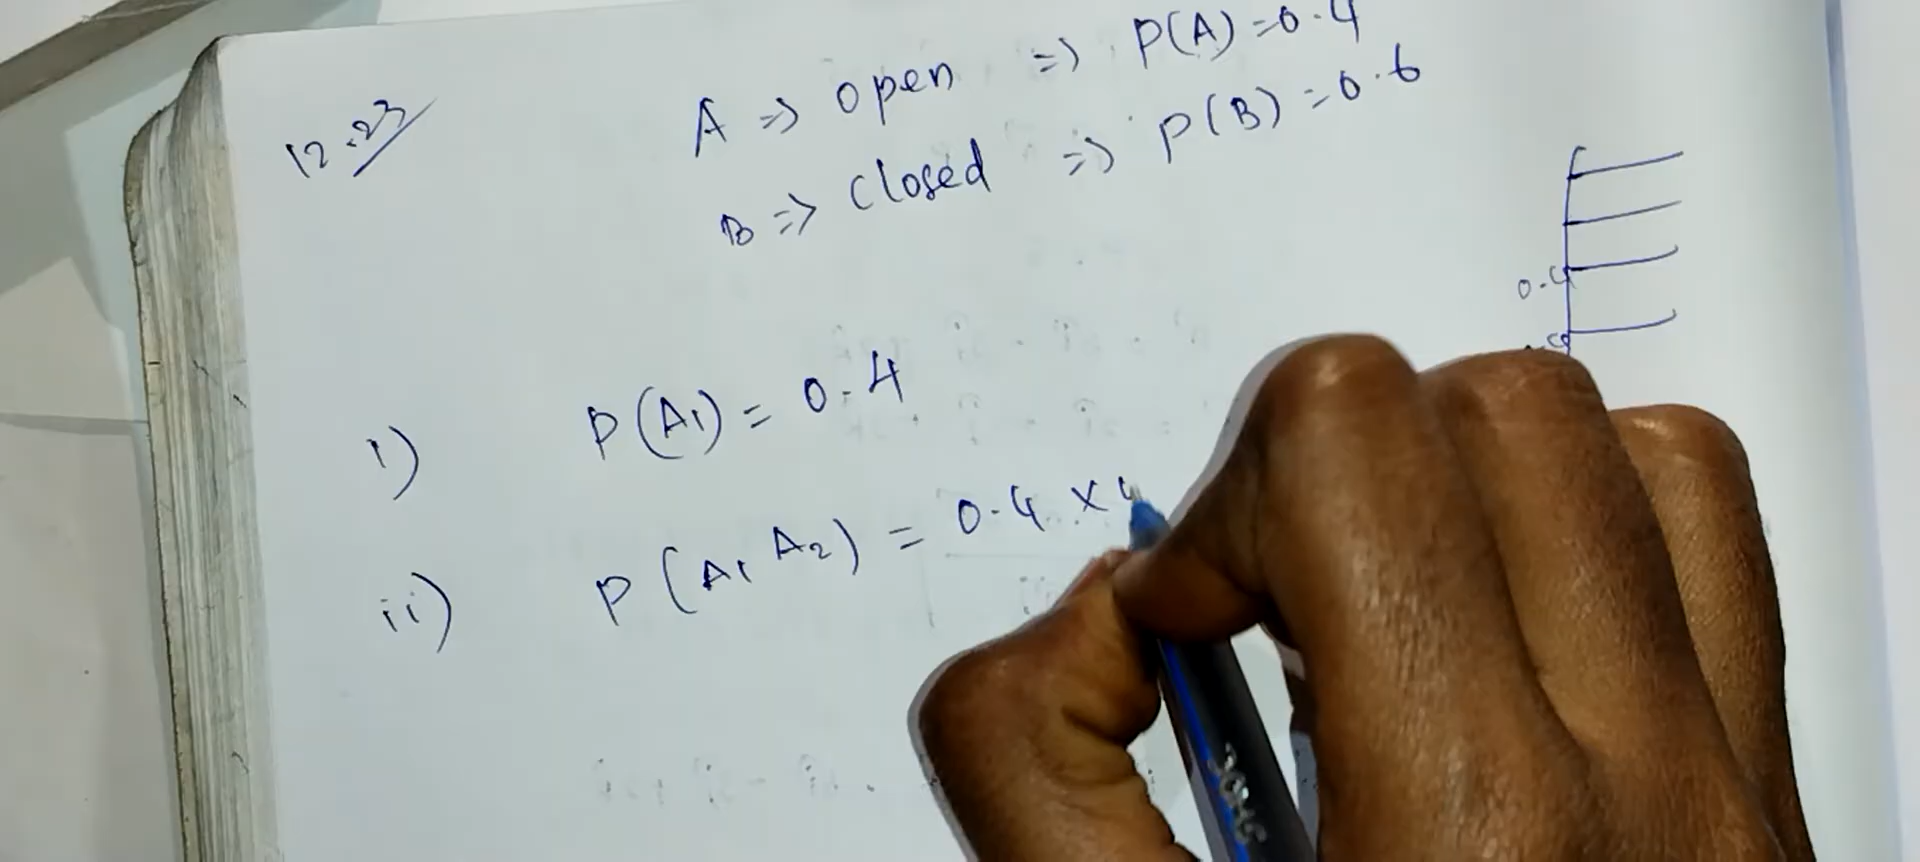 12.23
A => open => P(A) = 0.4
B => closed => P(B) = 0.6
0.4
i) P(A1) = 0.4
ii) P(A1 A2) = 0.4 ×